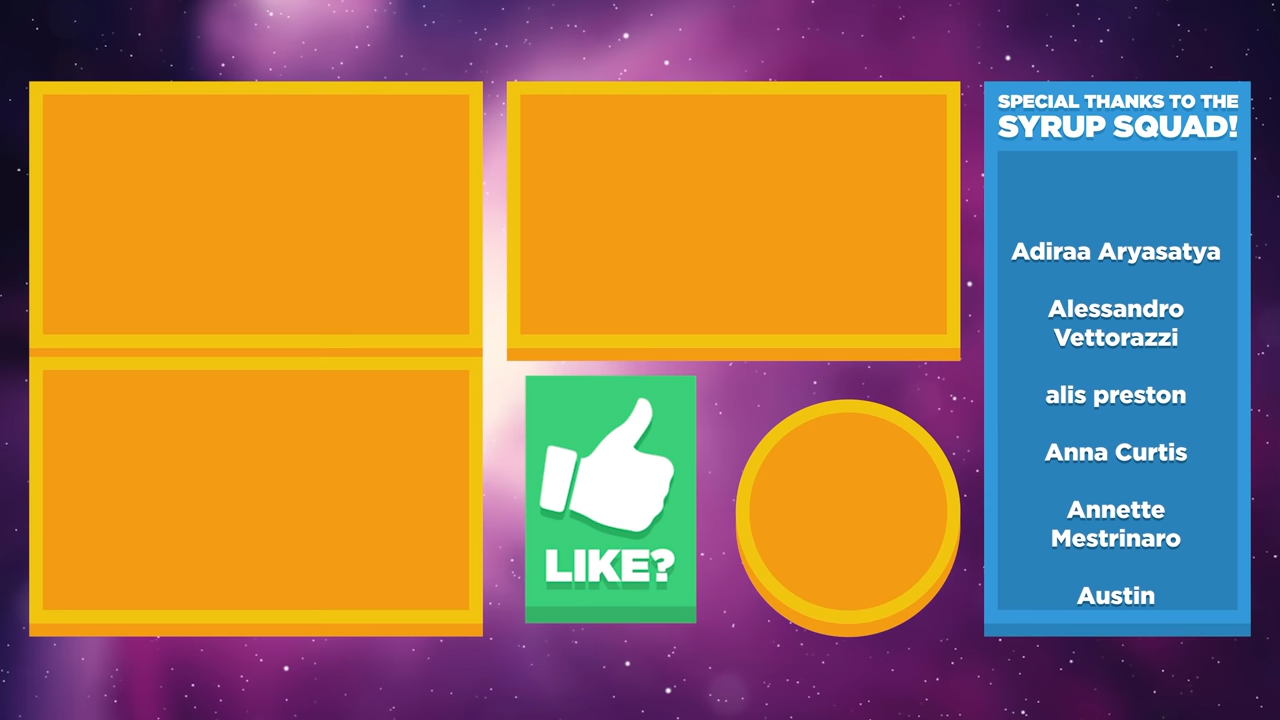 SPECIAL THANKS TO THE
SYRUP SQUAD!
Adiraa Aryasatya
Alessandro
Vettorazzi
alis preston
Anna Curtis
Annette
Mestrinaro
Austin
LIKE?